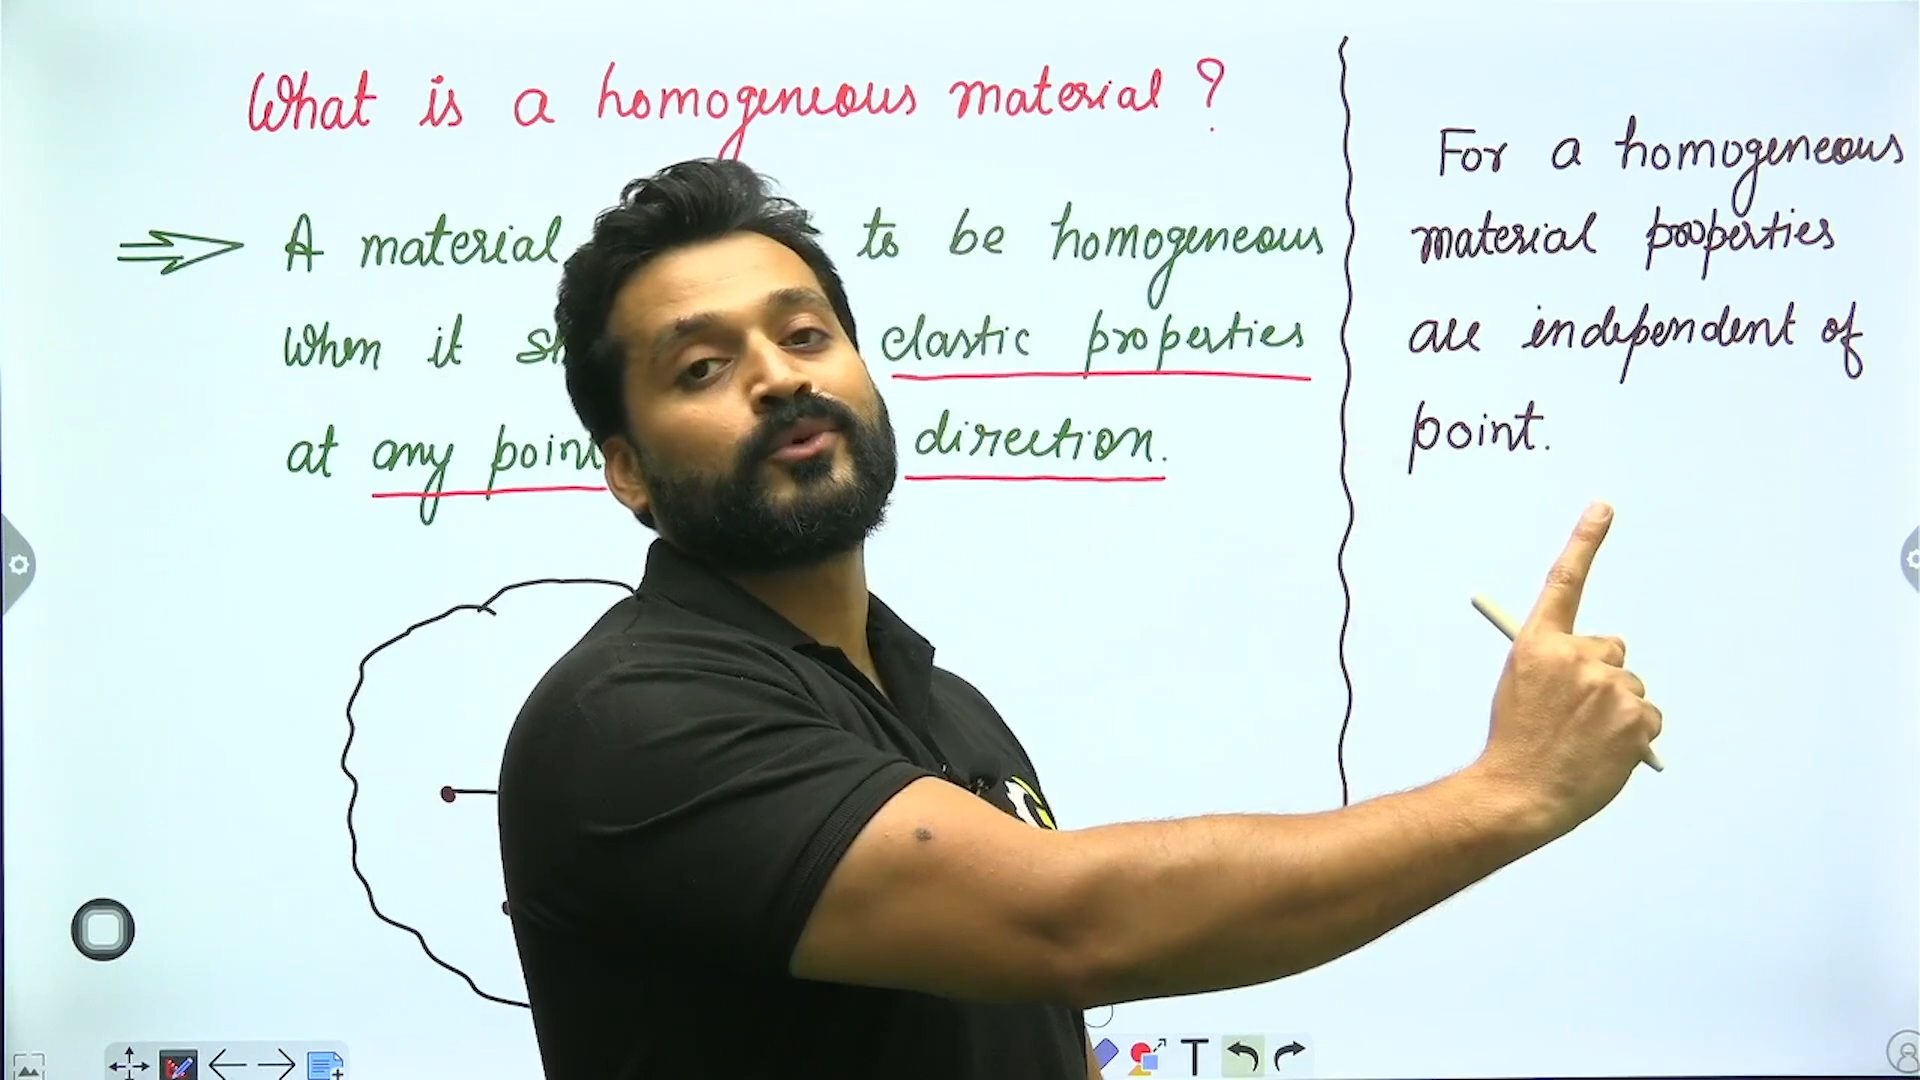 What is a homogeneous material ?
A material to be homogeneous
when it elastic properties
at any point direction.
For a homogeneous
material properties
are independent of
point.
T